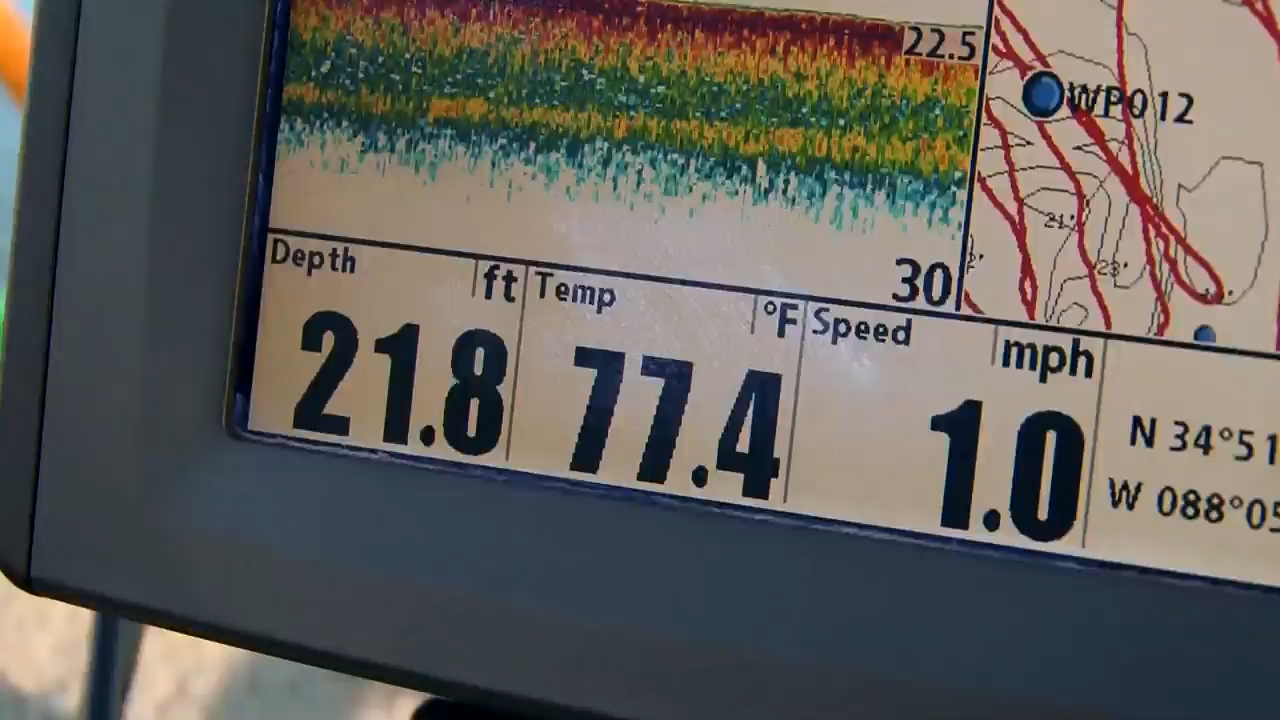 22.5
WP012
21'
23'
30
Depth ft
21.8
Temp °F
77.4
Speed mph
1.0
N 34°51
W 088°05